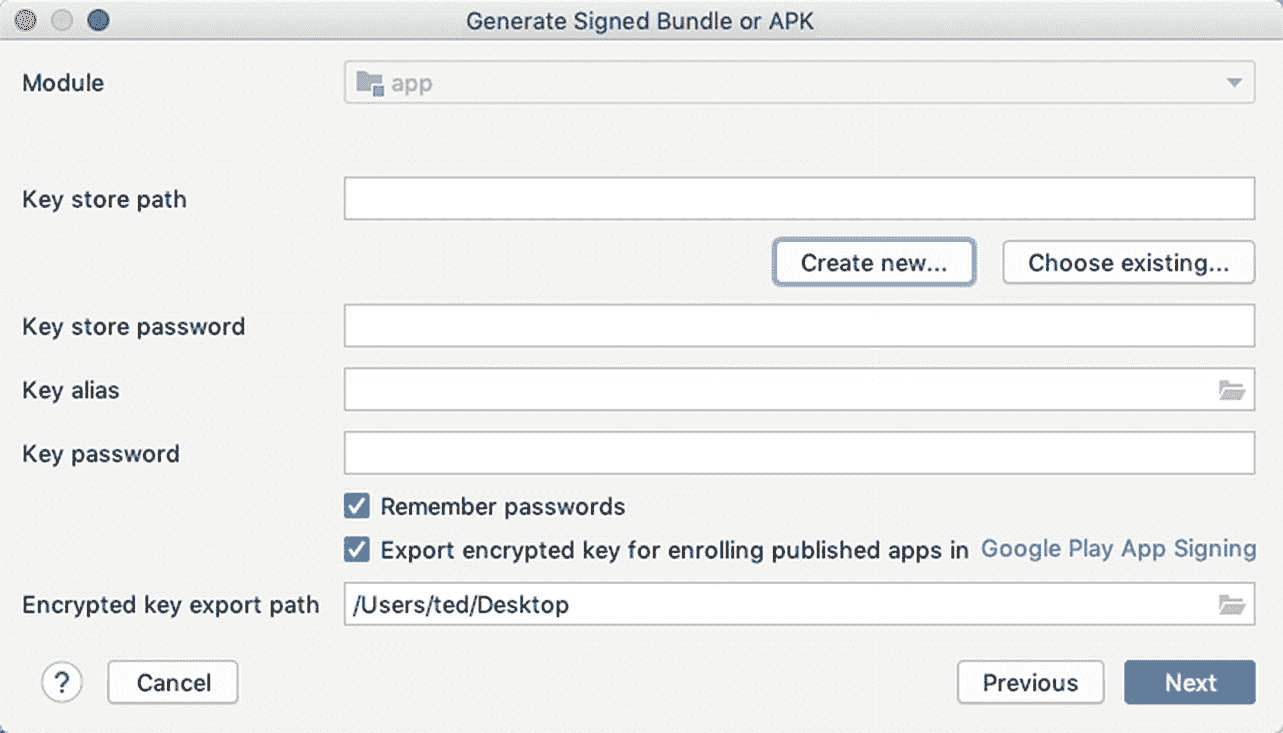 Generate Signed Bundle or APK
Module
app
Key store path
Create new...
Choose existing...
Key store password
Key alias
Key password
Remember passwords
Export encrypted key for enrolling published apps in Google Play App Signing
Encrypted key export path /Users/ted/Desktop
? Cancel Previous Next